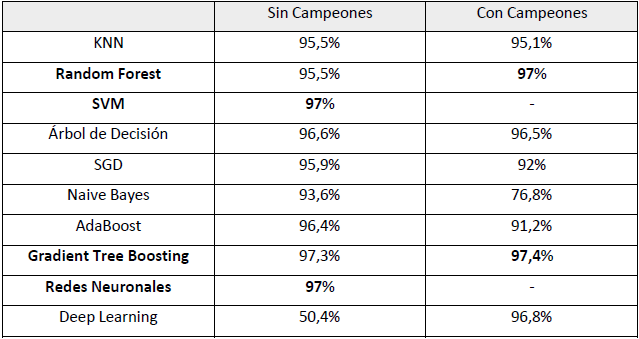 Sin Campeones Con Campeones
KNN 95,5% 95,1%
Random Forest 95,5% 97%
SVM 97% -
Árbol de Decisión 96,6% 96,5%
SGD 95,9% 92%
Naive Bayes 93,6% 76,8%
AdaBoost 96,4% 91,2%
Gradient Tree Boosting 97,3% 97,4%
Redes Neuronales 97% -
Deep Learning 50,4% 96,8%